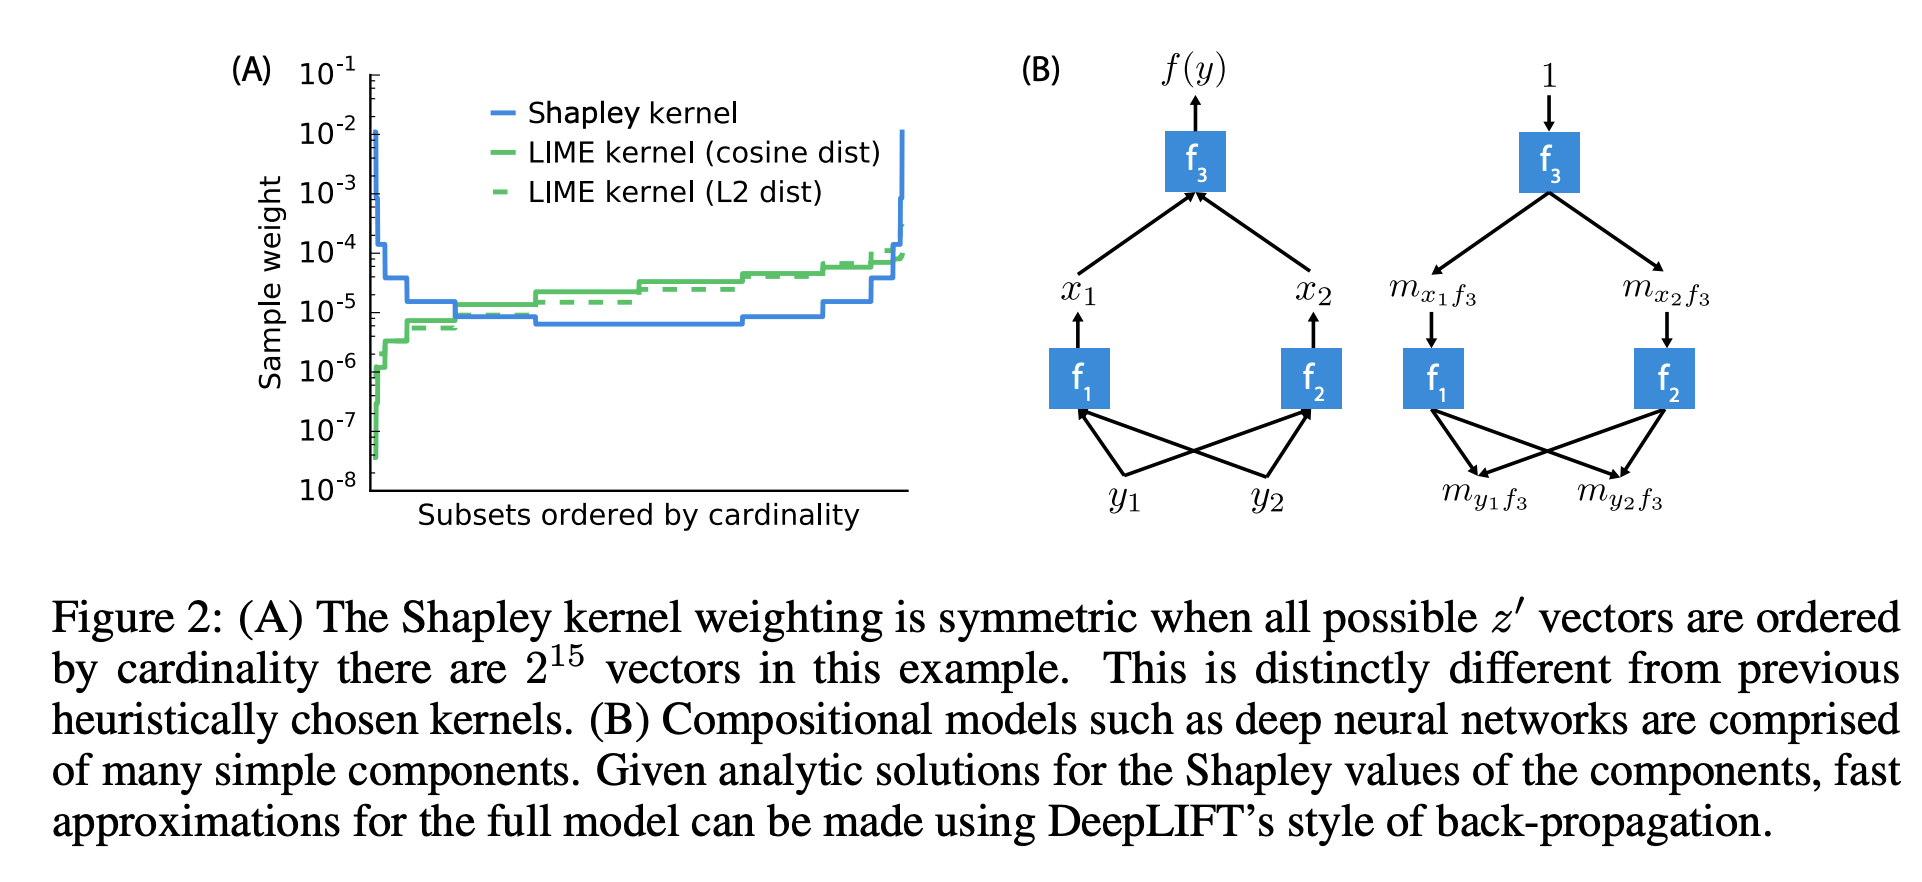 (A)
10^-1
10^-2
10^-3
10^-4
10^-5
10^-6
10^-7
10^-8
Sample weight
Shapley kernel
LIME kernel (cosine dist)
LIME kernel (L2 dist)
Subsets ordered by cardinality
(B)
f(y)
f_3
x_1 x_2
f_1 f_2
y_1 y_2
1
f_3
m_{x_1 f_3} m_{x_2 f_3}
f_1 f_2
m_{y_1 f_3} m_{y_2 f_3}
Figure 2: (A) The Shapley kernel weighting is symmetric when all possible z′ vectors are ordered
by cardinality there are 2^15 vectors in this example. This is distinctly different from previous
heuristically chosen kernels. (B) Compositional models such as deep neural networks are comprised
of many simple components. Given analytic solutions for the Shapley values of the components, fast
approximations for the full model can be made using DeepLIFT's style of back-propagation.